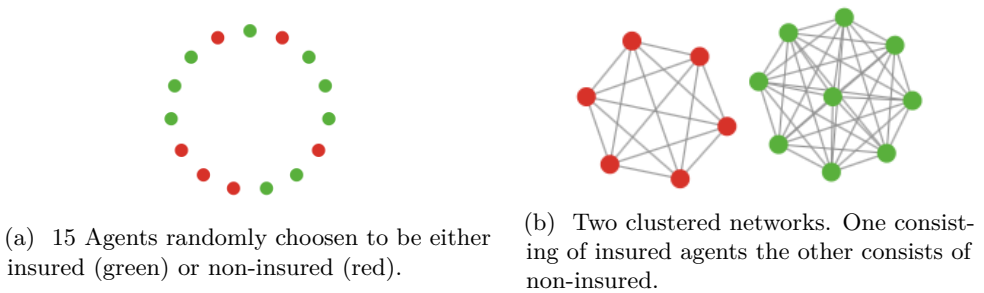 (a) 15 Agents randomly choosen to be either
insured (green) or non-insured (red).
(b) Two clustered networks. One consist-
ing of insured agents the other consists of
non-insured.